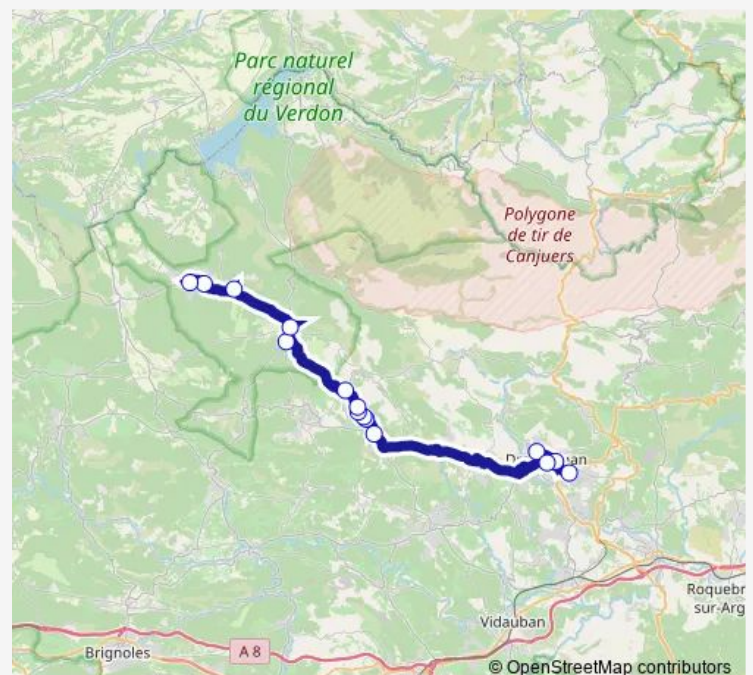 Parc naturel
régional
du Verdon
Polygone
de tir de
Canjuers
Roquebr
sur-Arg
Vidauban
A 8
Brignoles
© OpenStreetMap contributors